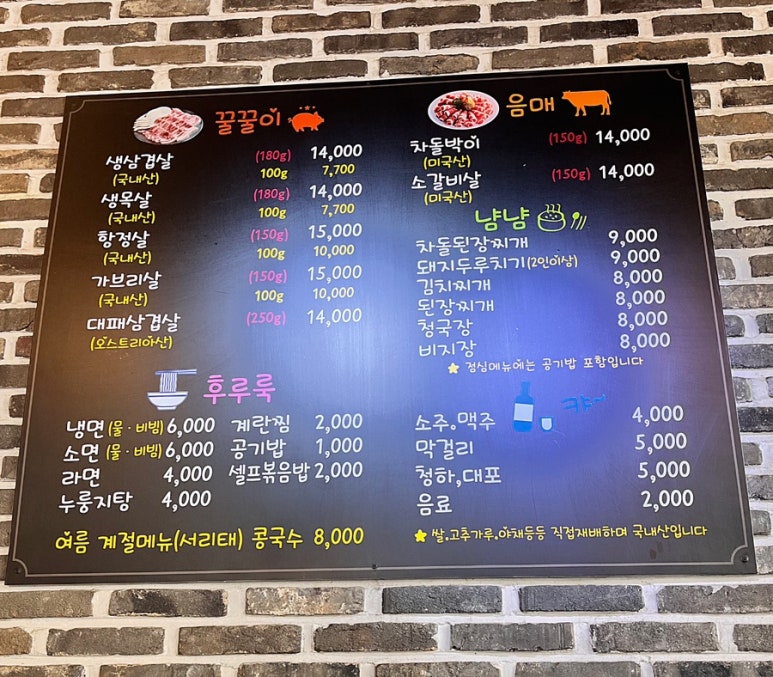 꿀꿀이
생삼겹살 (180g) 14,000
(국내산) 100g 7,700
생목살 (180g) 14,000
(국내산) 100g 7,700
항정살 (150g) 15,000
(국내산) 100g 10,000
가브리살 (150g) 15,000
(국내산) 100g 10,000
대패삼겹살 (250g) 14,000
(오스트리아산)
후루룩
냉면 (물·비빔) 6,000 계란찜 2,000
소면 (물·비빔) 6,000 공기밥 1,000
라면 4,000 셀프볶음밥 2,000
누룽지탕 4,000
여름 계절메뉴(서리태) 콩국수 8,000
음매
차돌박이 (150g) 14,000
(미국산)
소갈비살 (150g) 14,000
(미국산)
냠냠
차돌된장찌개 9,000
돼지두루치기(2인이상) 9,000
김치찌개 8,000
된장찌개 8,000
청국장 8,000
비지장 8,000
★ 점심메뉴에는 공기밥 포함입니다
캬~
소주.맥주 4,000
막걸리 5,000
청하,대포 5,000
음료 2,000
★ 쌀.고추가루.야채등등 직접재배하며 국내산입니다